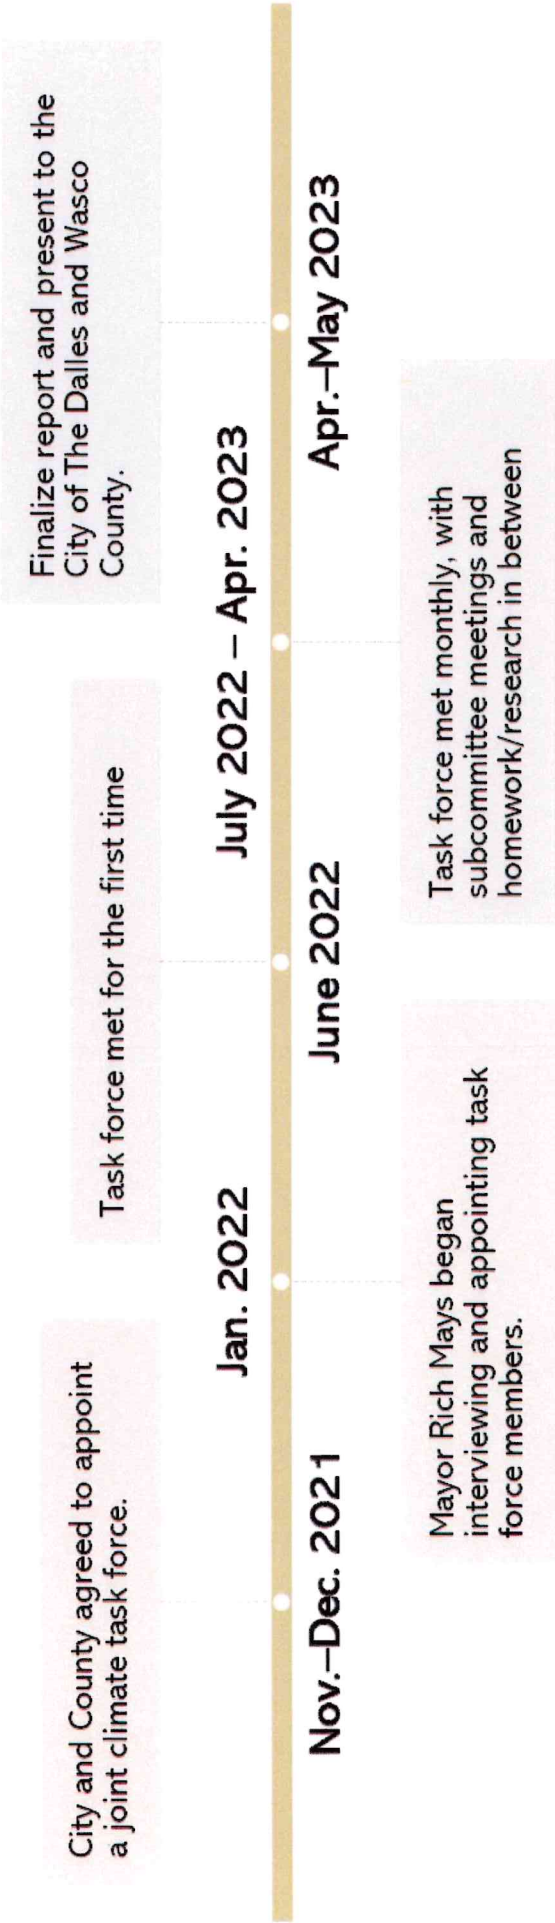 City and County agreed to appoint
a joint climate task force.
Nov.–Dec. 2021
Jan. 2022
Mayor Rich Mays began
interviewing and appointing task
force members.
Task force met for the first time
June 2022
July 2022 – Apr. 2023
Task force met monthly, with
subcommittee meetings and
homework/research in between
Finalize report and present to the
City of The Dalles and Wasco
County.
Apr.–May 2023